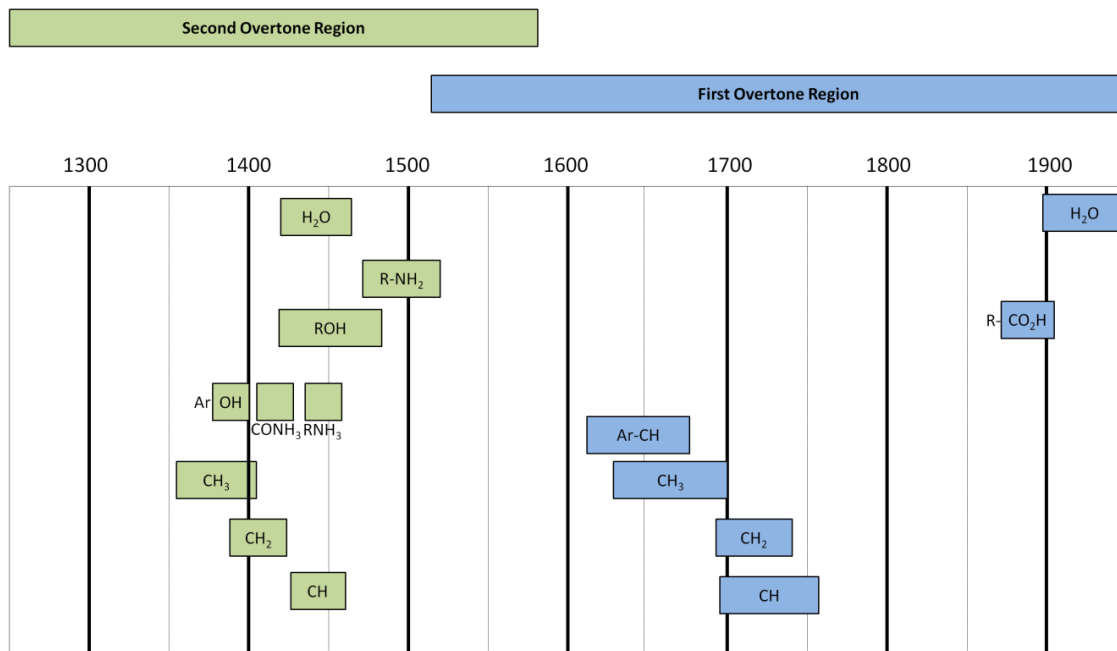 Second Overtone Region
First Overtone Region
1300 1400 1500 1600 1700 1800 1900
H₂O H₂O
R-NH₂
ROH R- CO₂H
Ar OH
CONH₃ RNH₃
Ar-CH
CH₃ CH₃
CH₂ CH₂
CH CH